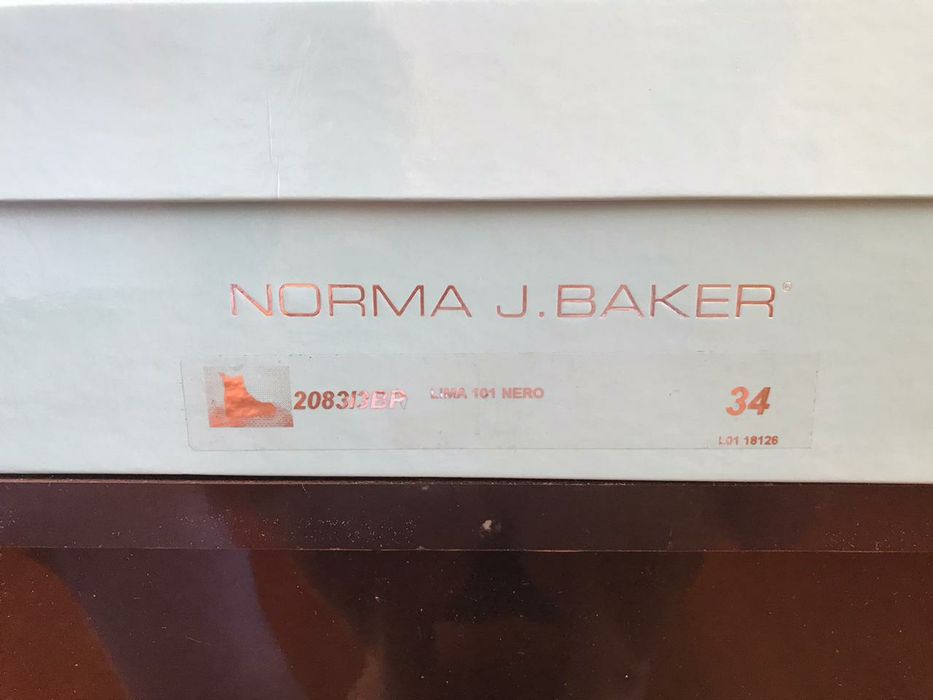 NORMA J.BAKER®
2083I3BR LIMA 101 NERO 34
L01 18126